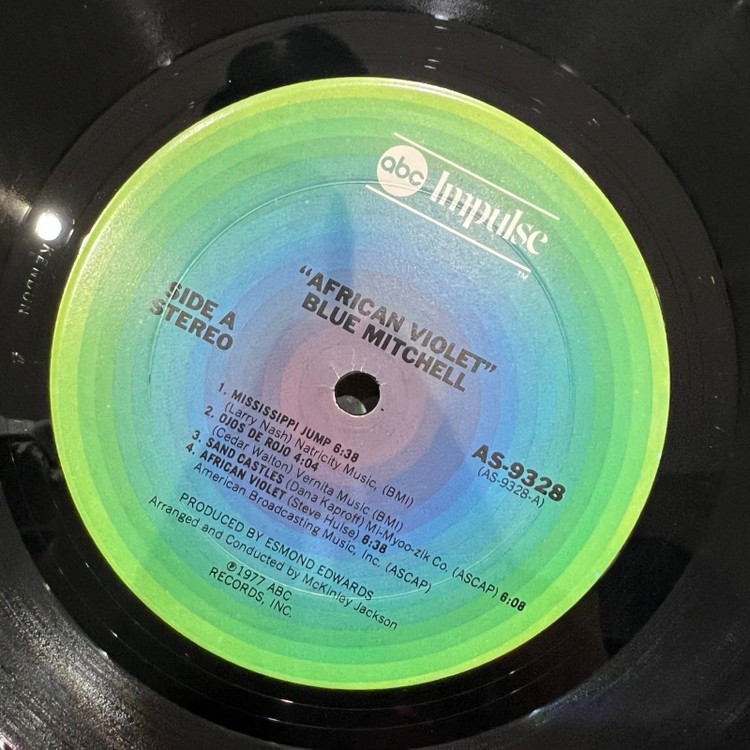 abc Impulse
TM
"AFRICAN VIOLET"
BLUE MITCHELL
SIDE A
STEREO
AS-9328
(AS-9328-A)
1. MISSISSIPPI JUMP 6:38
(Larry Nash) Natricity Music, (BMI)
2. OJOS DE ROJO 4:04
(Cedar Walton) Vernita Music (BMI)
3. SAND CASTLES (Dana Kaproff) Mi-Myoo-zik Co. (ASCAP) 6:08
4. AFRICAN VIOLET (Steve Hulse) 6:38
American Broadcasting Music, Inc. (ASCAP)
PRODUCED BY ESMOND EDWARDS
Arranged and Conducted by McKinley Jackson
℗1977 ABC
RECORDS, INC.
KENDUN